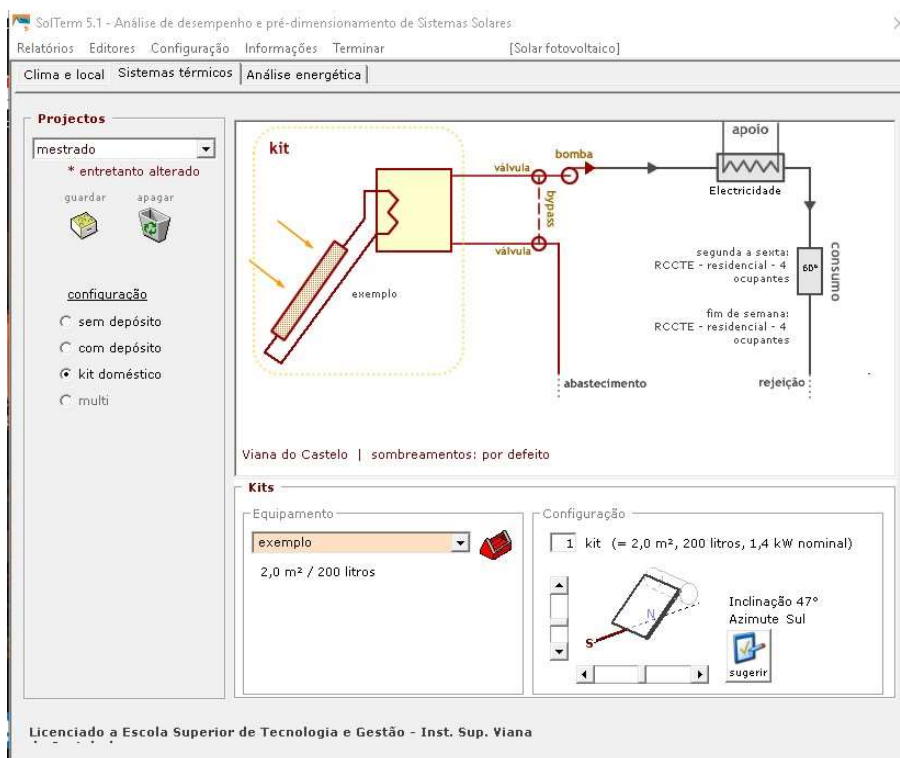 SolTerm 5.1 - Análise de desempenho e pré-dimensionamento de Sistemas Solares
Relatórios Editores Configuração Informações Terminar [Solar fotovoltaico]
Clima e local Sistemas térmicos Análise energética
Projectos
mestrado
* entretanto alterado
guardar apagar
configuração
sem depósito
com depósito
kit doméstico
multi
kit
exemplo
válvula
bomba
bypass
válvula
apoio
Electricidade
segunda a sexta:
RCCTE - residencial - 4
ocupantes
60°
consumo
fim de semana:
RCCTE - residencial - 4
ocupantes
abastecimento
rejeição
Viana do Castelo | sombreamentos: por defeito
Kits
Equipamento
exemplo
2,0 m² / 200 litros
Configuração
1 kit (= 2,0 m², 200 litros, 1,4 kW nominal)
N
S
Inclinação 47°
Azimute Sul
sugerir
Licenciado a Escola Superior de Tecnologia e Gestão - Inst. Sup. Viana